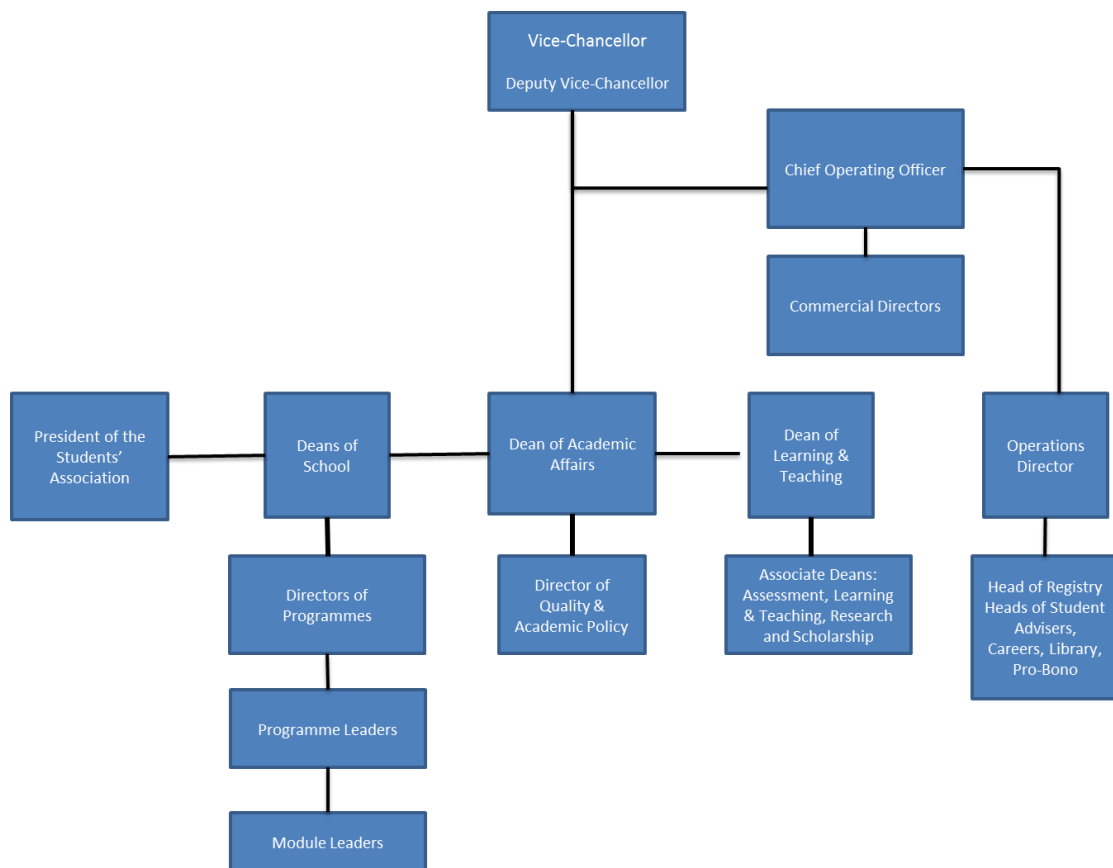 Vice-Chancellor
Deputy Vice-Chancellor
Chief Operating Officer
Commercial Directors
President of the
Students’
Association
Deans of
School
Dean of Academic
Affairs
Dean of
Learning &
Teaching
Operations
Director
Directors of
Programmes
Director of
Quality &
Academic Policy
Associate Deans:
Assessment, Learning
& Teaching, Research
and Scholarship
Head of Registry
Heads of Student
Advisers,
Careers, Library,
Pro-Bono
Programme Leaders
Module Leaders